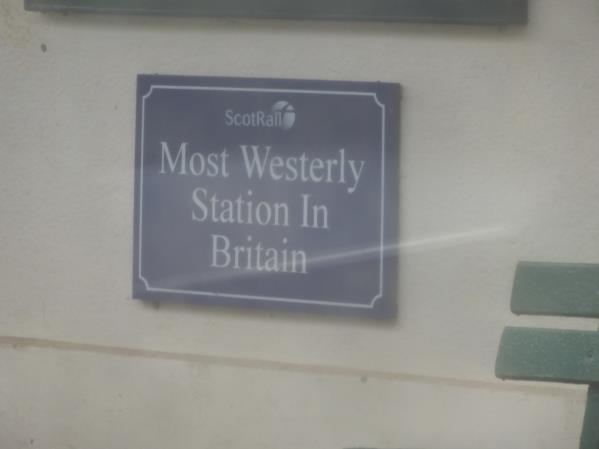 ScotRail
Most Westerly
Station In
Britain